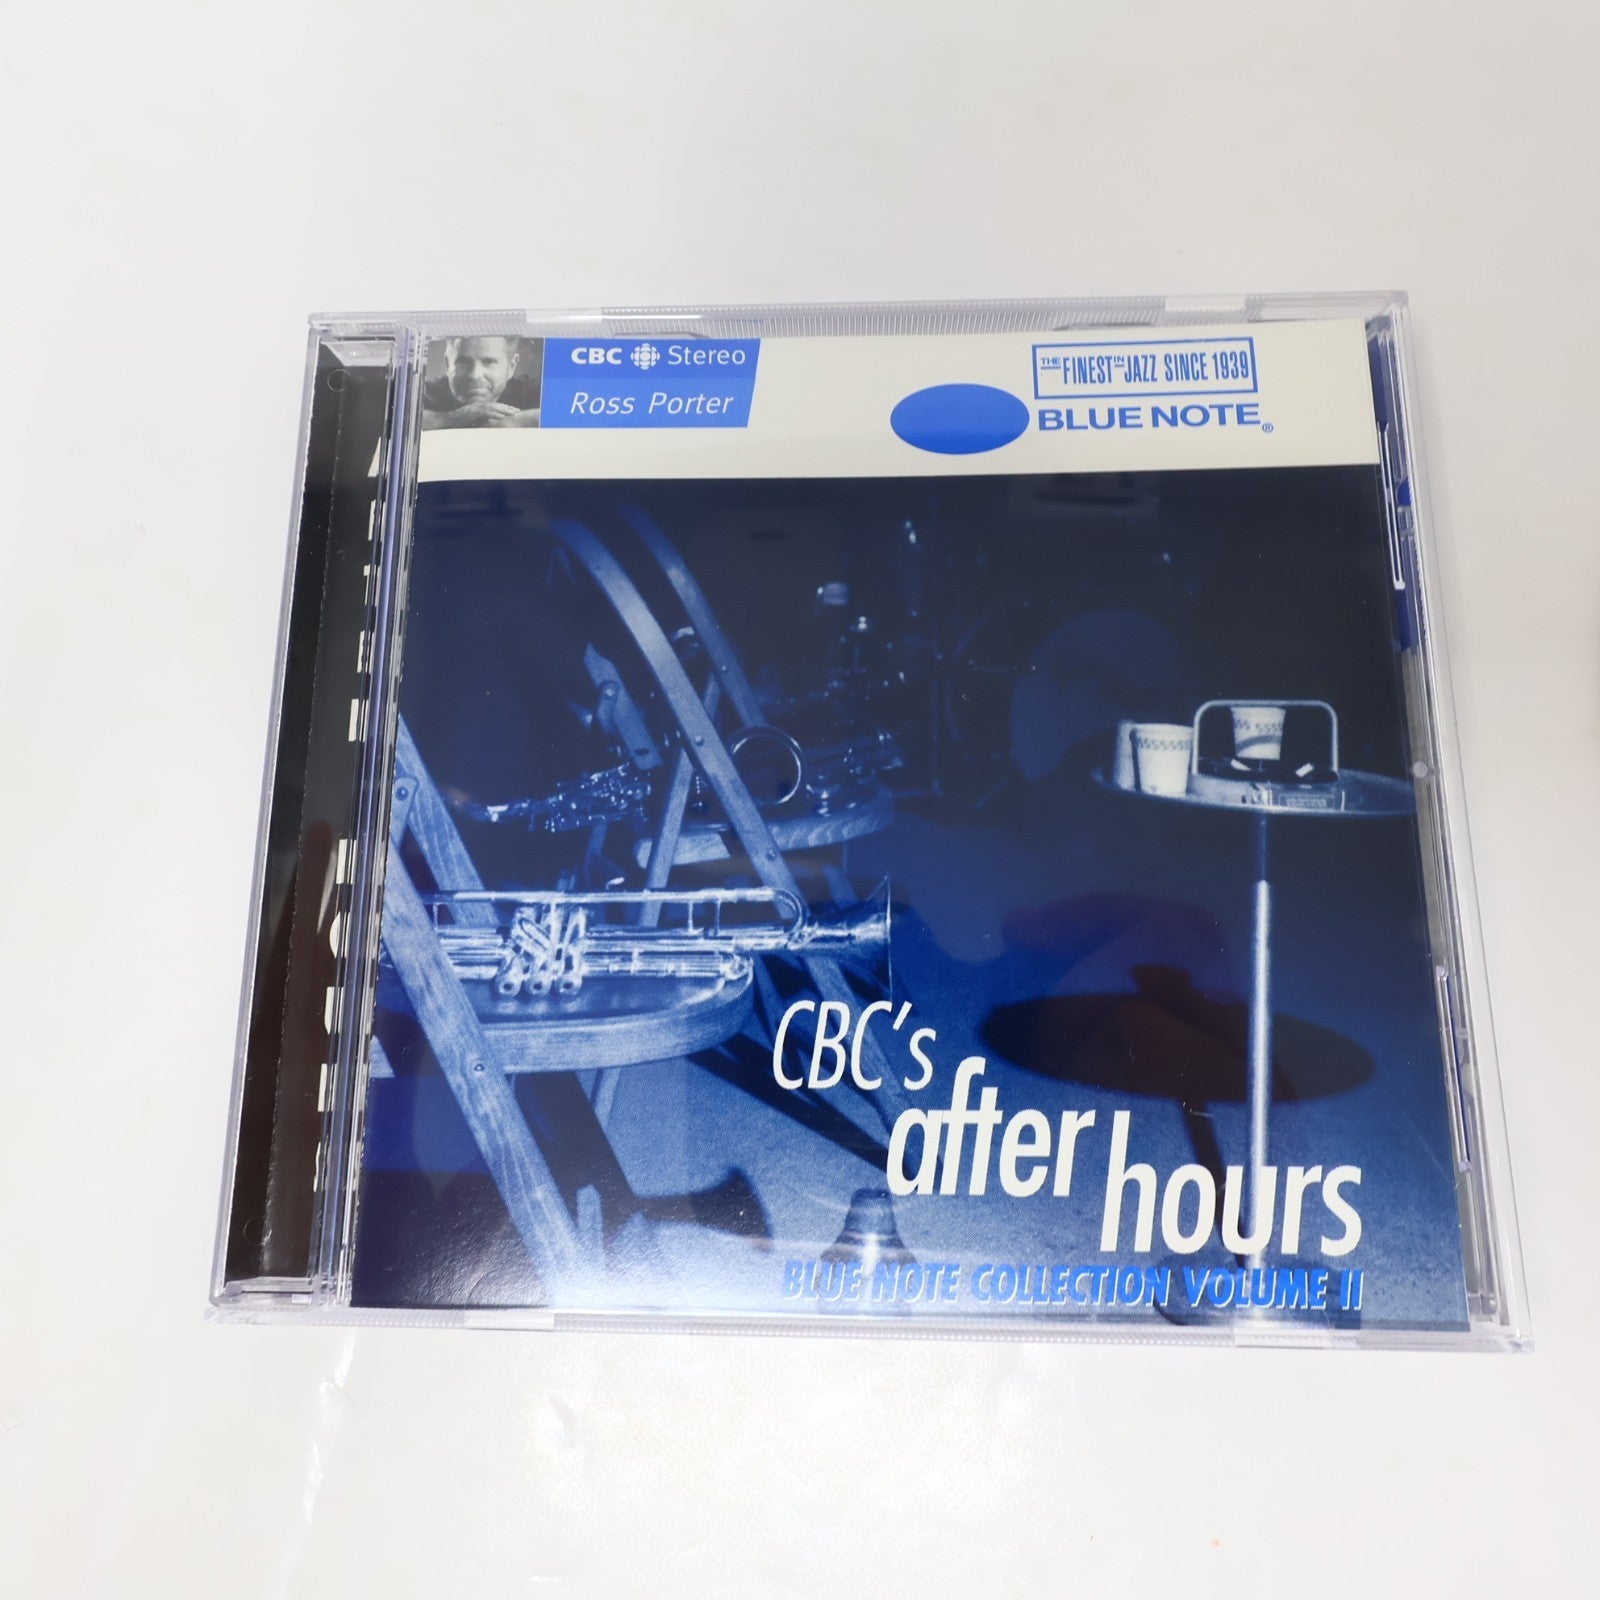 CBC Stereo
Ross Porter
THE FINEST IN JAZZ SINCE 1939
BLUE NOTE®
CBC's
after hours
BLUE NOTE COLLECTION VOLUME II